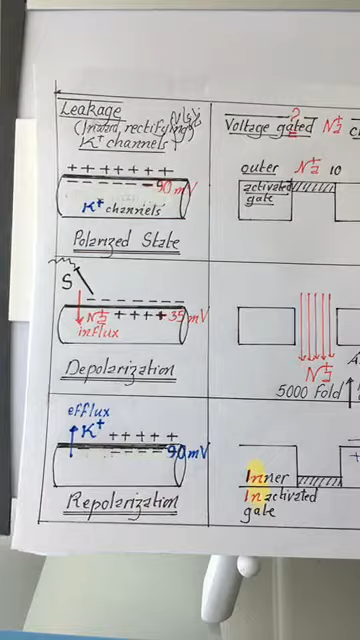 Leakage
(Inward rectifying
K+ channels)
+ + + + + + +
- - - - - - -90 mV
K+ channels
Polarized State
S
- - - - - - - -
Na+ + + + +35 mV
influx
Depolarization
efflux
K+ + + + + + +
- - - - - 90 mV
Repolarization
?
Voltage gated Na+
outer Na+ 10
activated
gate
Na+
5000 Fold
Inner
Inactivated
gate